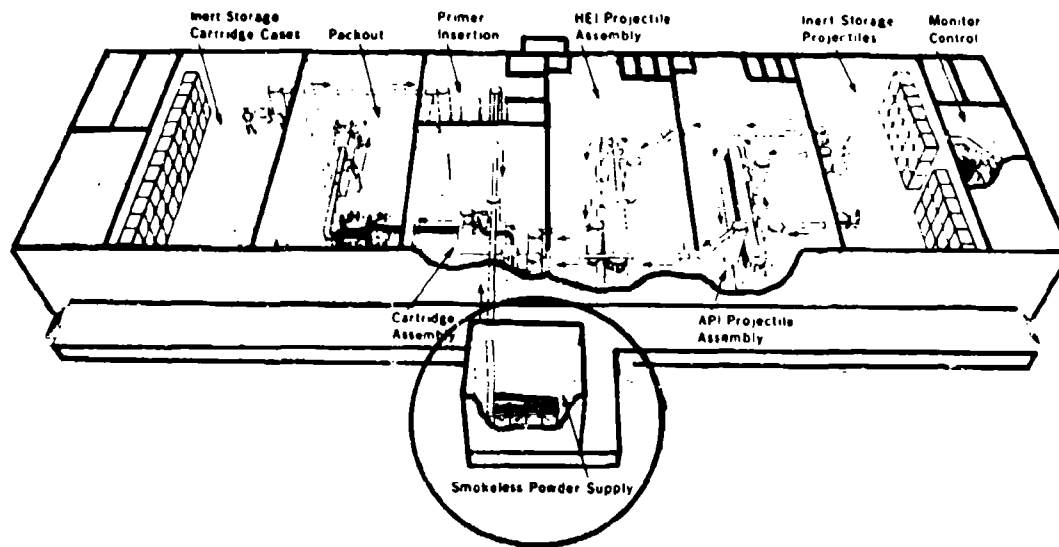 Inert Storage
Cartridge Cases
Packout
Primer
Insertion
HEI Projectile
Assembly
Inert Storage
Projectiles
Monitor
Control
Cartridge
Assembly
API Projectile
Assembly
Smokeless Powder Supply